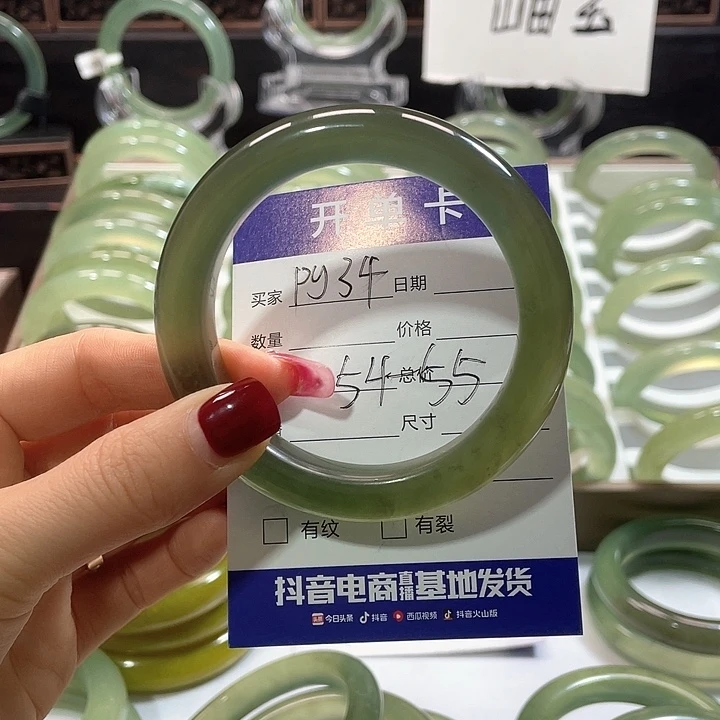 开单卡
买家 PY34 日期
数量 价格
54-55 总价
尺寸
有纹 有裂
抖音电商直播基地发货
今日头条 抖音 西瓜视频 抖音火山版